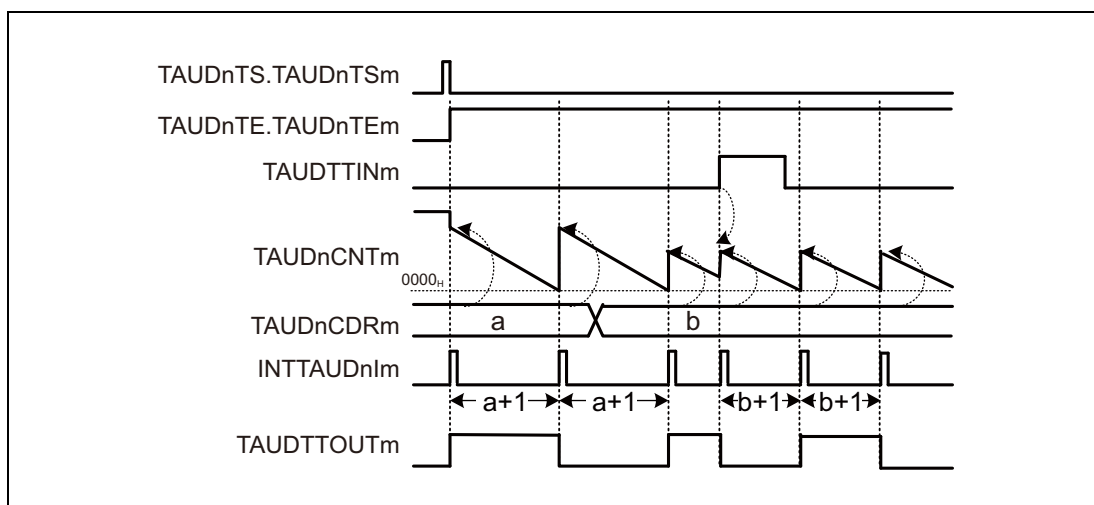 TAUDnTS.TAUDnTSm
TAUDnTE.TAUDnTEm
TAUDTTINm
TAUDnCNTm
0000H
TAUDnCDRm
a
b
INTTAUDnIm
a+1
a+1
b+1
b+1
TAUDTTOUTm